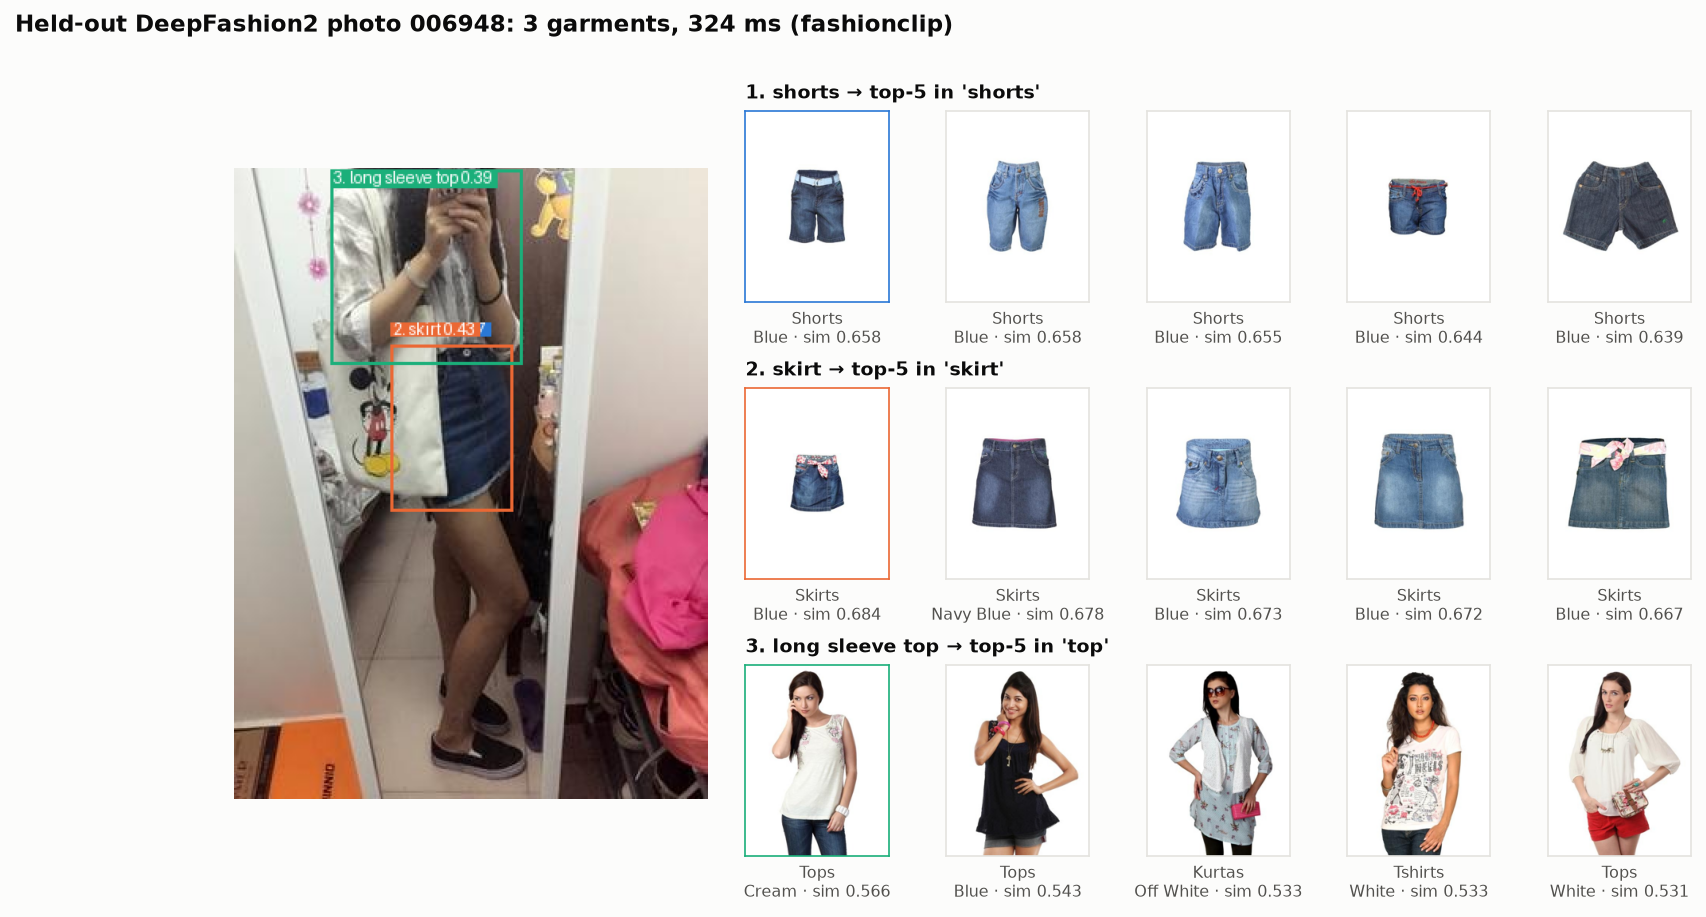 Held-out DeepFashion2 photo 006948: 3 garments, 324 ms (fashionclip)
3. long sleeve top 0.39
2. skirt 0.43 7
1. shorts → top-5 in 'shorts'
Shorts
Blue · sim 0.658
Shorts
Blue · sim 0.658
Shorts
Blue · sim 0.655
Shorts
Blue · sim 0.644
Shorts
Blue · sim 0.639
2. skirt → top-5 in 'skirt'
Skirts
Blue · sim 0.684
Skirts
Navy Blue · sim 0.678
Skirts
Blue · sim 0.673
Skirts
Blue · sim 0.672
Skirts
Blue · sim 0.667
3. long sleeve top → top-5 in 'top'
Tops
Cream · sim 0.566
Tops
Blue · sim 0.543
Kurtas
Off White · sim 0.533
Tshirts
White · sim 0.533
Tops
White · sim 0.531